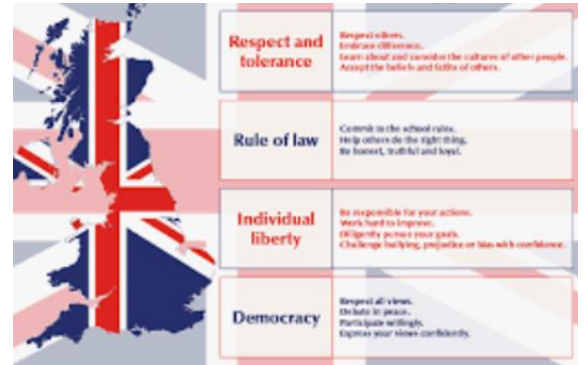 Respect and
tolerance
Respect others.
Embrace difference.
Learn about and consider the cultures of other people.
Accept the beliefs and faiths of others.
Rule of law
Commit to the school rules.
Help others do the right thing.
Be honest, truthful and loyal.
Individual
liberty
Be responsible for your actions.
Work hard to improve.
Diligently pursue your goals.
Challenge bullying, prejudice or bias with confidence.
Democracy
Respect all views.
Debate in peace.
Participate willingly.
Express your views confidently.